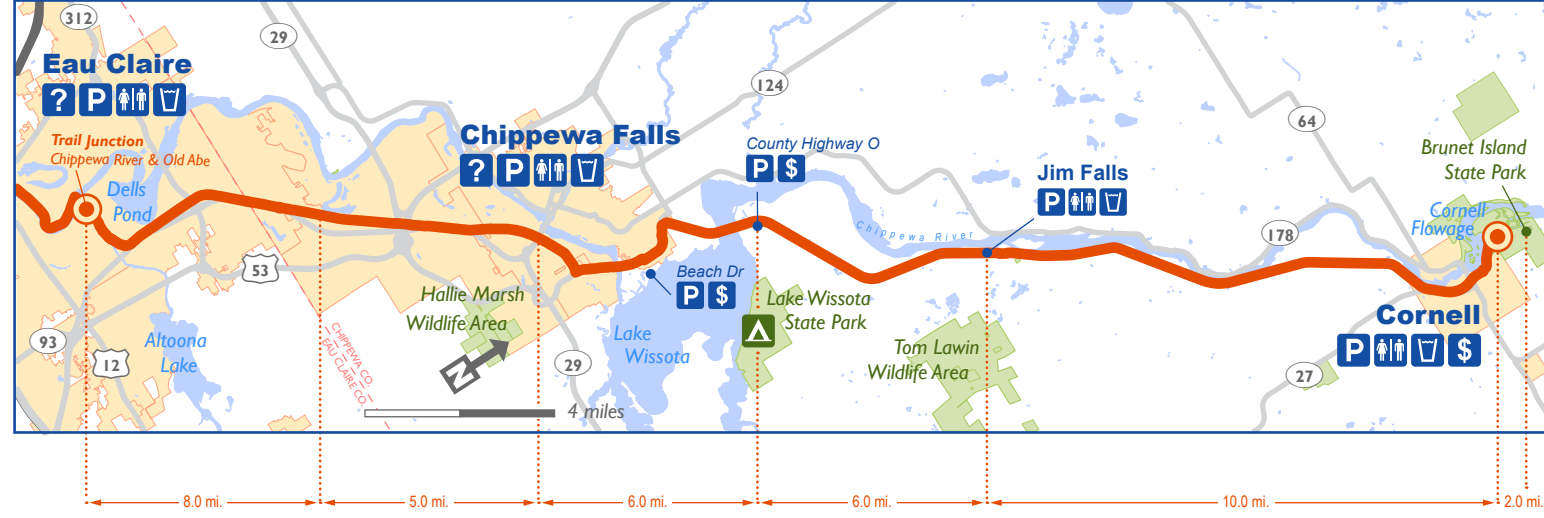 312
29
Eau Claire
? P
Trail Junction
Chippewa River & Old Abe
Dells
Pond
53
93
12
Altoona
Lake
CHIPPEWA CO.
EAU CLAIRE CO.
Chippewa Falls
? P
Hallie Marsh
Wildlife Area
N
4 miles
29
124
County Highway O
P $
Beach Dr
P $
Lake
Wissota
Lake Wissota
State Park
Chippewa River
Jim Falls
P
Tom Lawin
Wildlife Area
64
178
27
Brunet Island
State Park
Cornell
Flowage
Cornell
P $
8.0 mi.
5.0 mi.
6.0 mi.
6.0 mi.
10.0 mi.
2.0 mi.